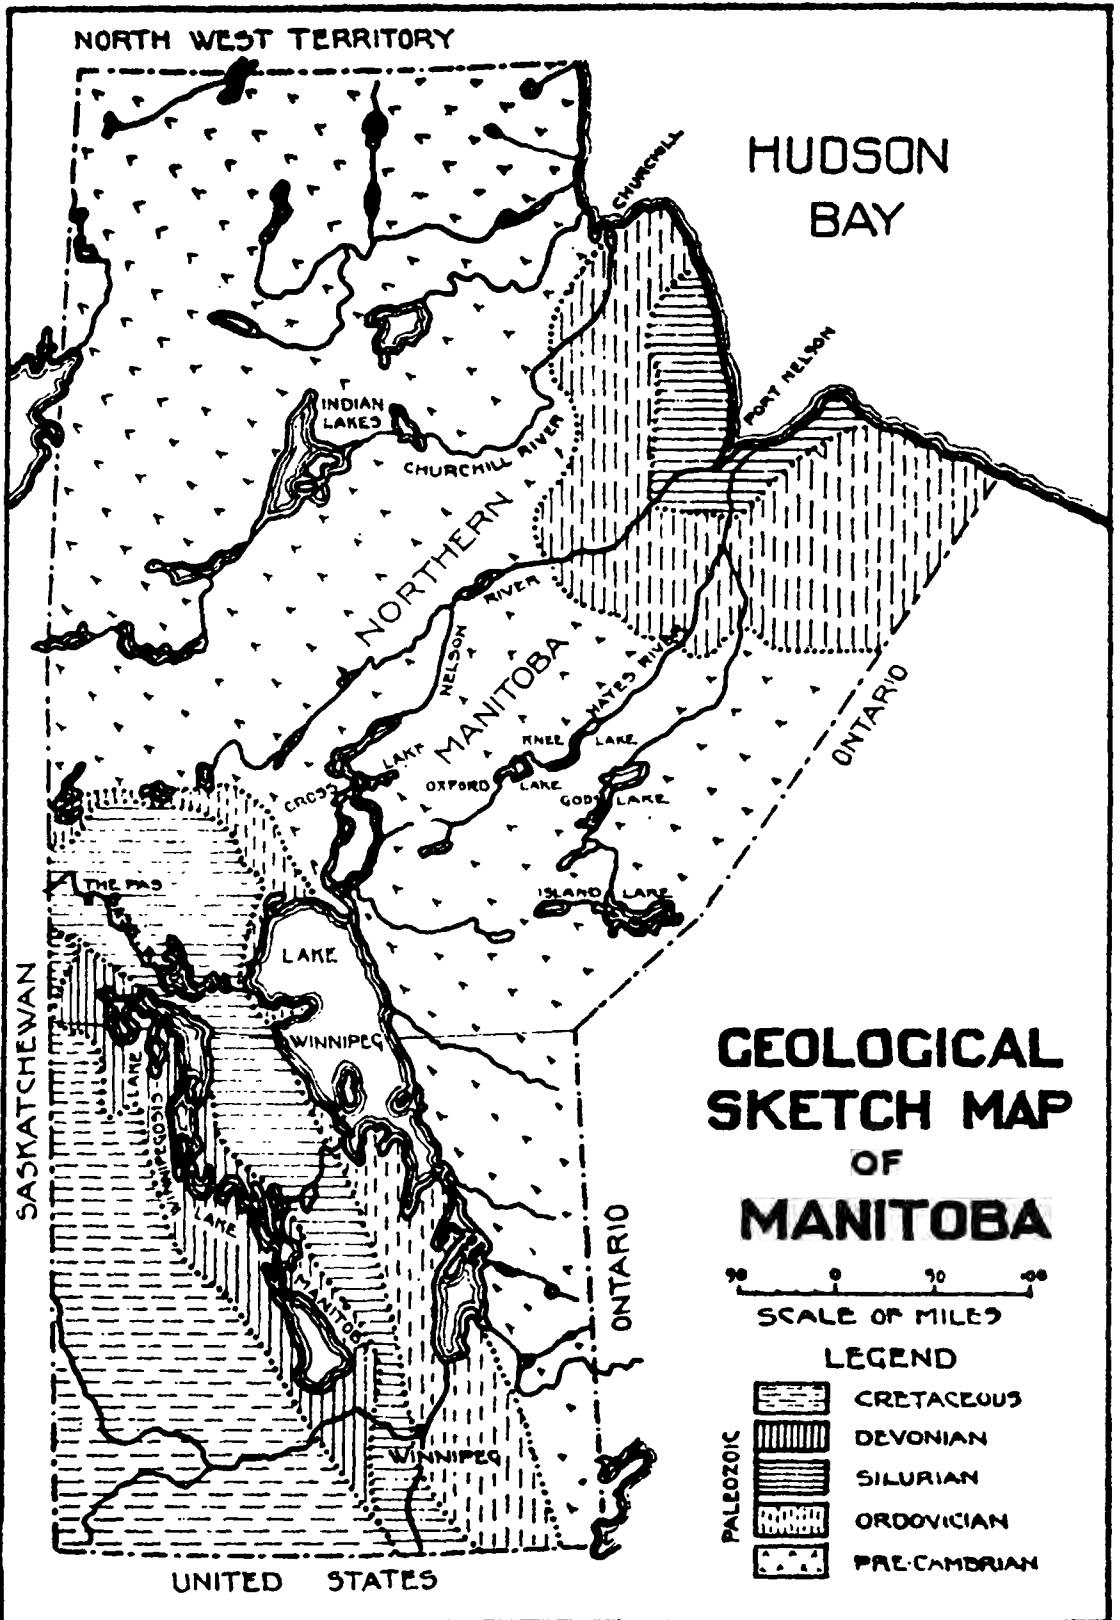 NORTH WEST TERRITORY
HUDSON
BAY
CHURCHILL
PORT NELSON
INDIAN
LAKES
CHURCHILL RIVER
NORTHERN
MANITOBA
NELSON
RIVER
HAYES RIVER
KNEE LAKE
OXFORD LAKE
GODS LAKE
CROSS LAKE
ISLAND LAKE
ONTARIO
THE PAS
LAKE
WINNIPEG
SASKATCHEWAN
WINNIPEGOSIS
LAKE
LAKE
MANITOBA
ONTARIO
WINNIPEG
UNITED STATES
GEOLOGICAL
SKETCH MAP
OF
MANITOBA
50 0 50 100
SCALE OF MILES
LEGEND
CRETACEOUS
PALEOZOIC
DEVONIAN
SILURIAN
ORDOVICIAN
PRE-CAMBRIAN